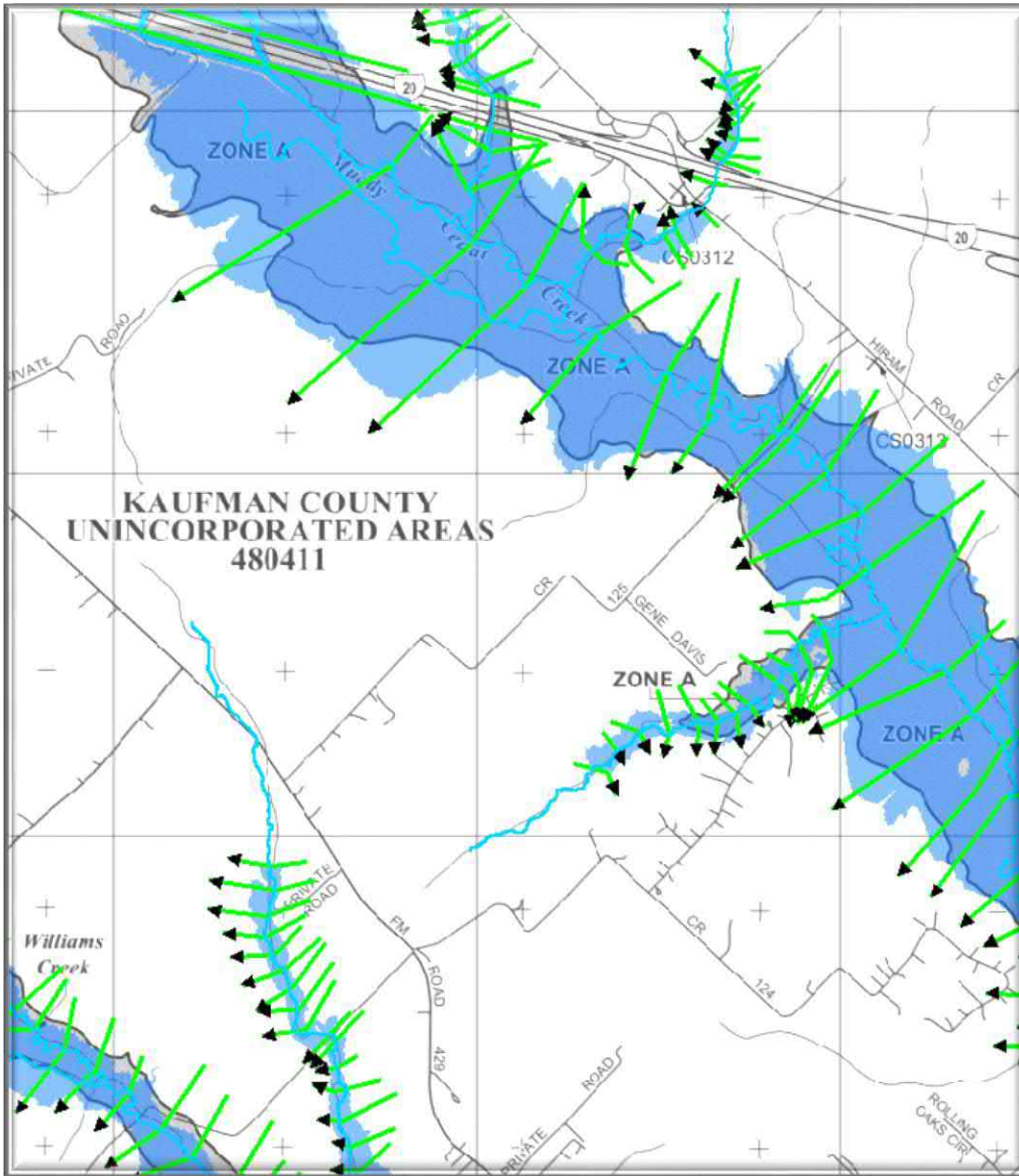 20
ZONE A
Muddy
Cedar
Creek
20
CS0312
PRIVATE
ROAD
ZONE A
HIRAM
ROAD
CR
CS0313
KAUFMAN COUNTY
UNINCORPORATED AREAS
480411
CR
125
GENE DAVIS
ZONE A
ZONE A
PRIVATE
ROAD
FM
ROAD
429
Williams
Creek
CR
124
ROAD
PRIVATE
ROLLING
OAKS CIR